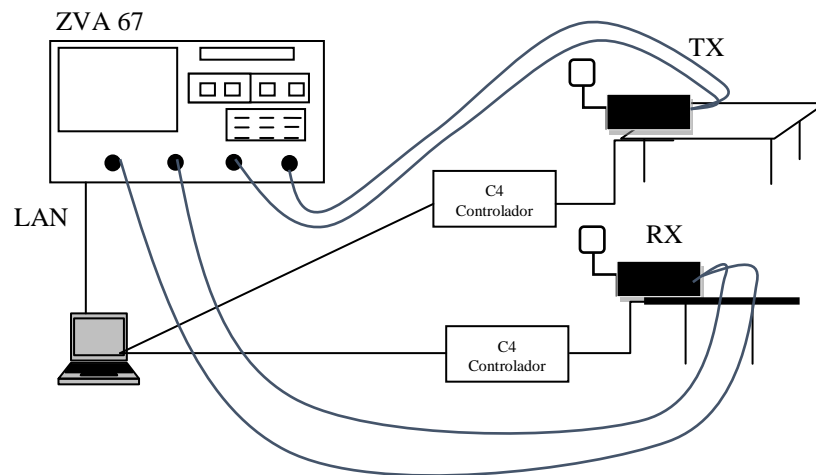 ZVA 67
TX
LAN
C4
Controlador
RX
C4
Controlador